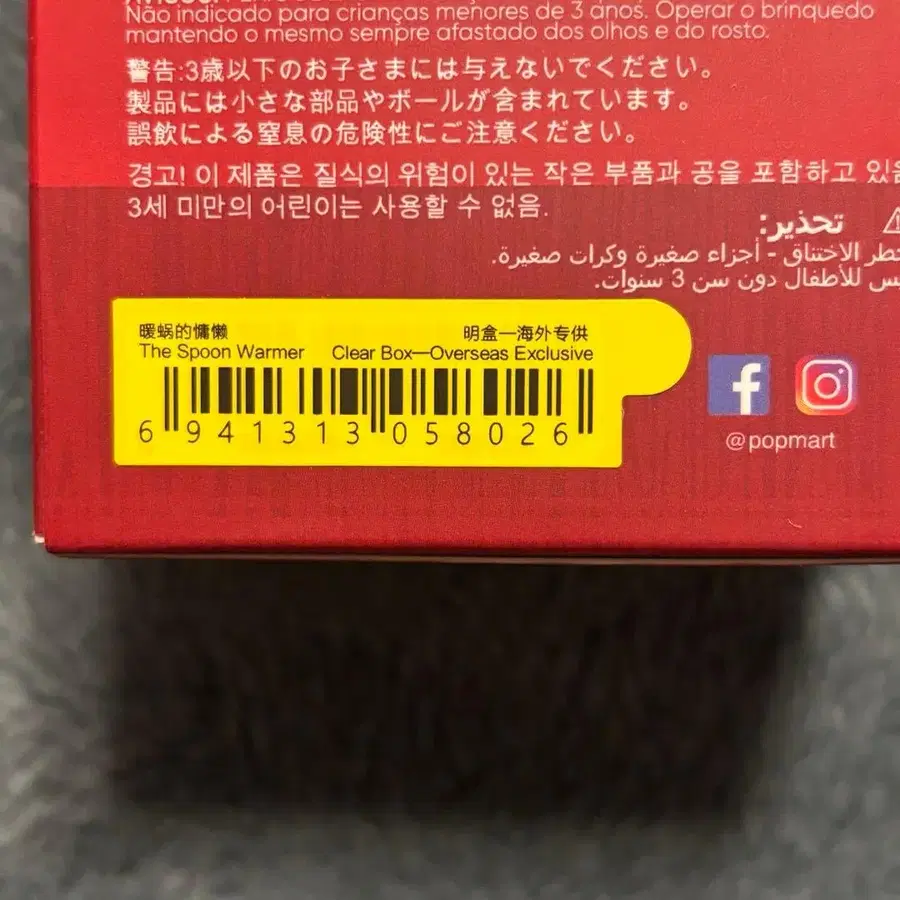 Não indicado para crianças menores de 3 anos. Operar o brinquedo
mantendo o mesmo sempre afastado dos olhos e do rosto.
警告:3歳以下のお子さまには与えないでください。
製品には小さな部品やボールが含まれています。
誤飲による窒息の危険性にご注意ください。
경고! 이 제품은 질식의 위험이 있는 작은 부품과 공을 포함하고
3세 미만의 어린이는 사용할 수 없음.
تحذير:
خطر الاختناق - أجزاء صغيرة وكرات صغيرة.
ليس للأطفال دون سن 3 سنوات.
暖蜗的慵懒 明盒—海外专供
The Spoon Warmer Clear Box—Overseas Exclusive
6 941313 058026
@popmart